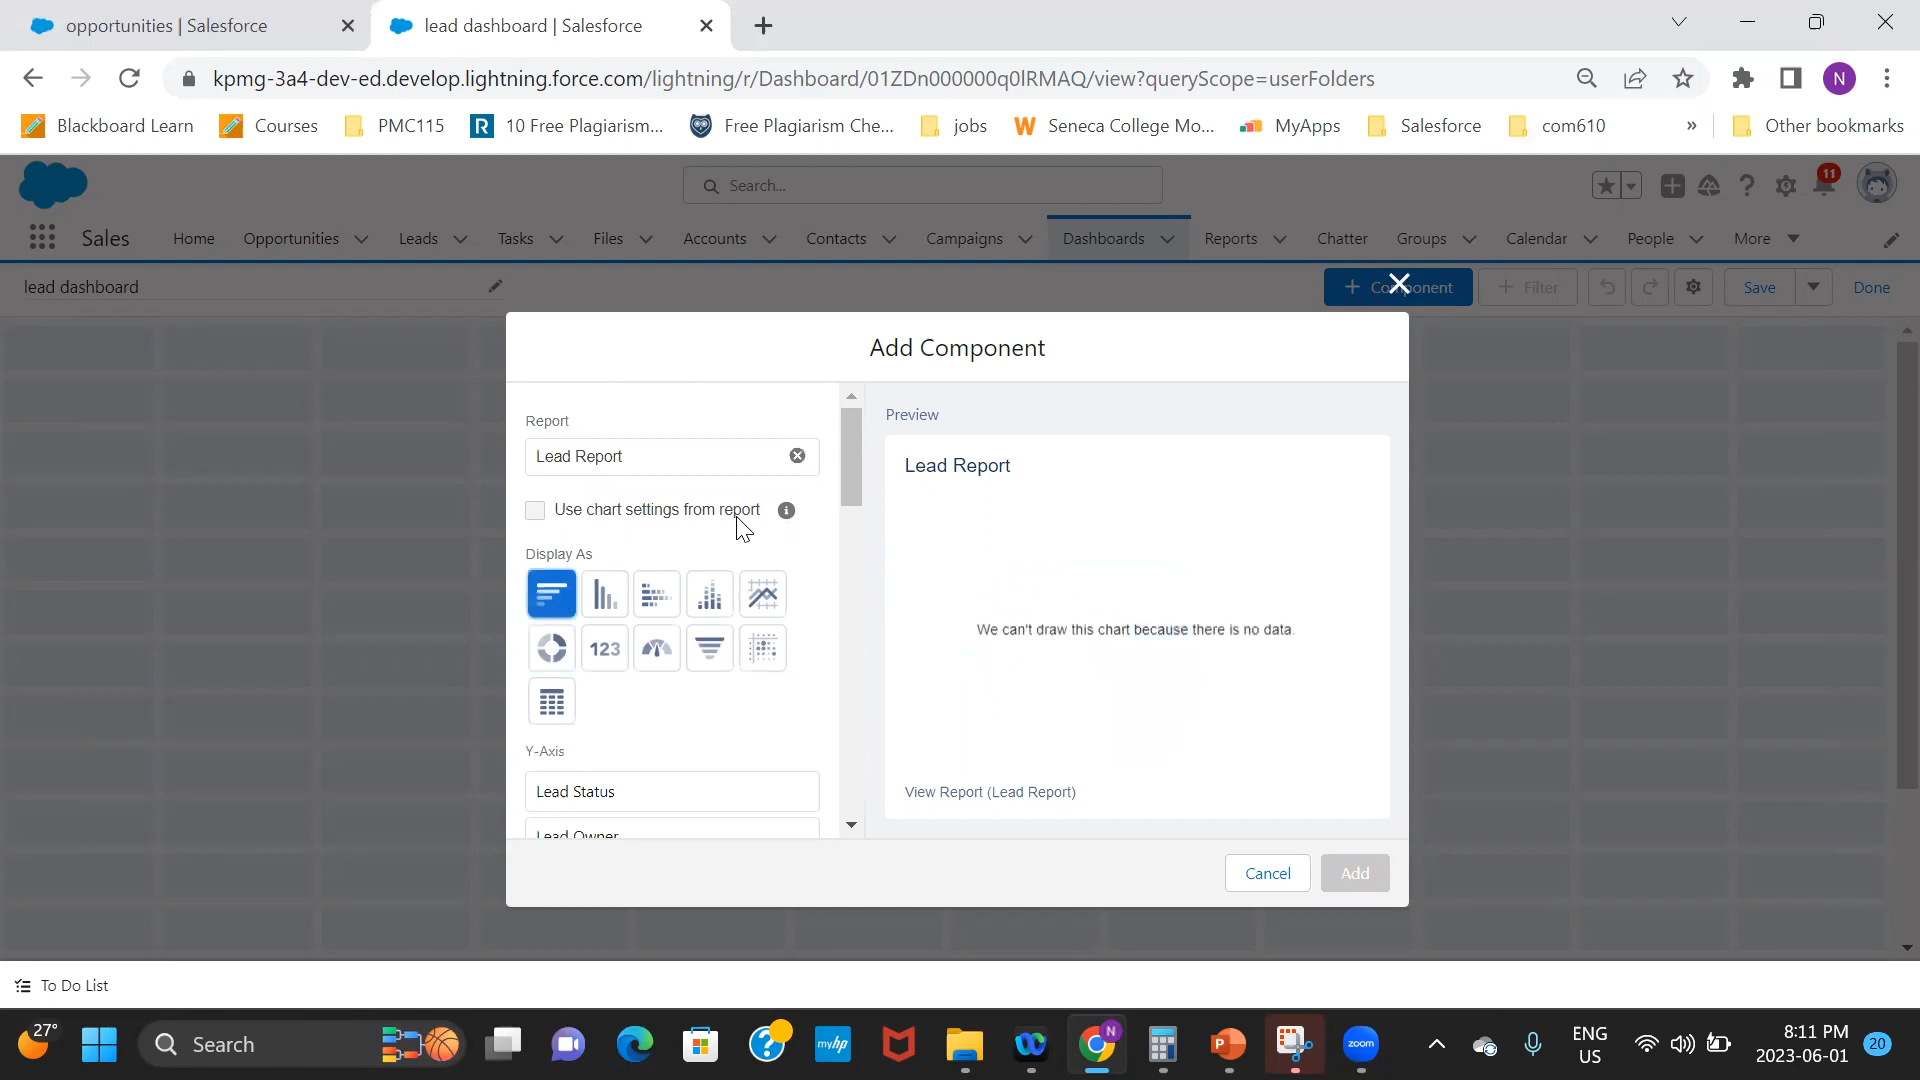 opportunities | Salesforce
lead dashboard | Salesforce
kpmg-3a4-dev-ed.develop.lightning.force.com/lightning/r/Dashboard/01ZDn000000q0lRMAQ/view?queryScope=userFolders
N
Blackboard Learn
Courses
PMC115
R
10 Free Plagiarism...
Free Plagiarism Che...
jobs
W
Seneca College Mo...
MyApps
Salesforce
com610
»
Other bookmarks
Search...
11
Sales
Home
Opportunities
Leads
Tasks
Files
Accounts
Contacts
Campaigns
Dashboards
Reports
Chatter
Groups
Calendar
People
More
lead dashboard
+ Component
+ Filter
Save
Done
Add Component
Report
Lead Report
Use chart settings from report
Display As
123
Y-Axis
Lead Status
Lead Owner
Preview
Lead Report
We can't draw this chart because there is no data.
View Report (Lead Report)
Cancel
Add
To Do List
27°
Search
myhp
N
P
zoom
ENG
US
8:11 PM
2023-06-01
20